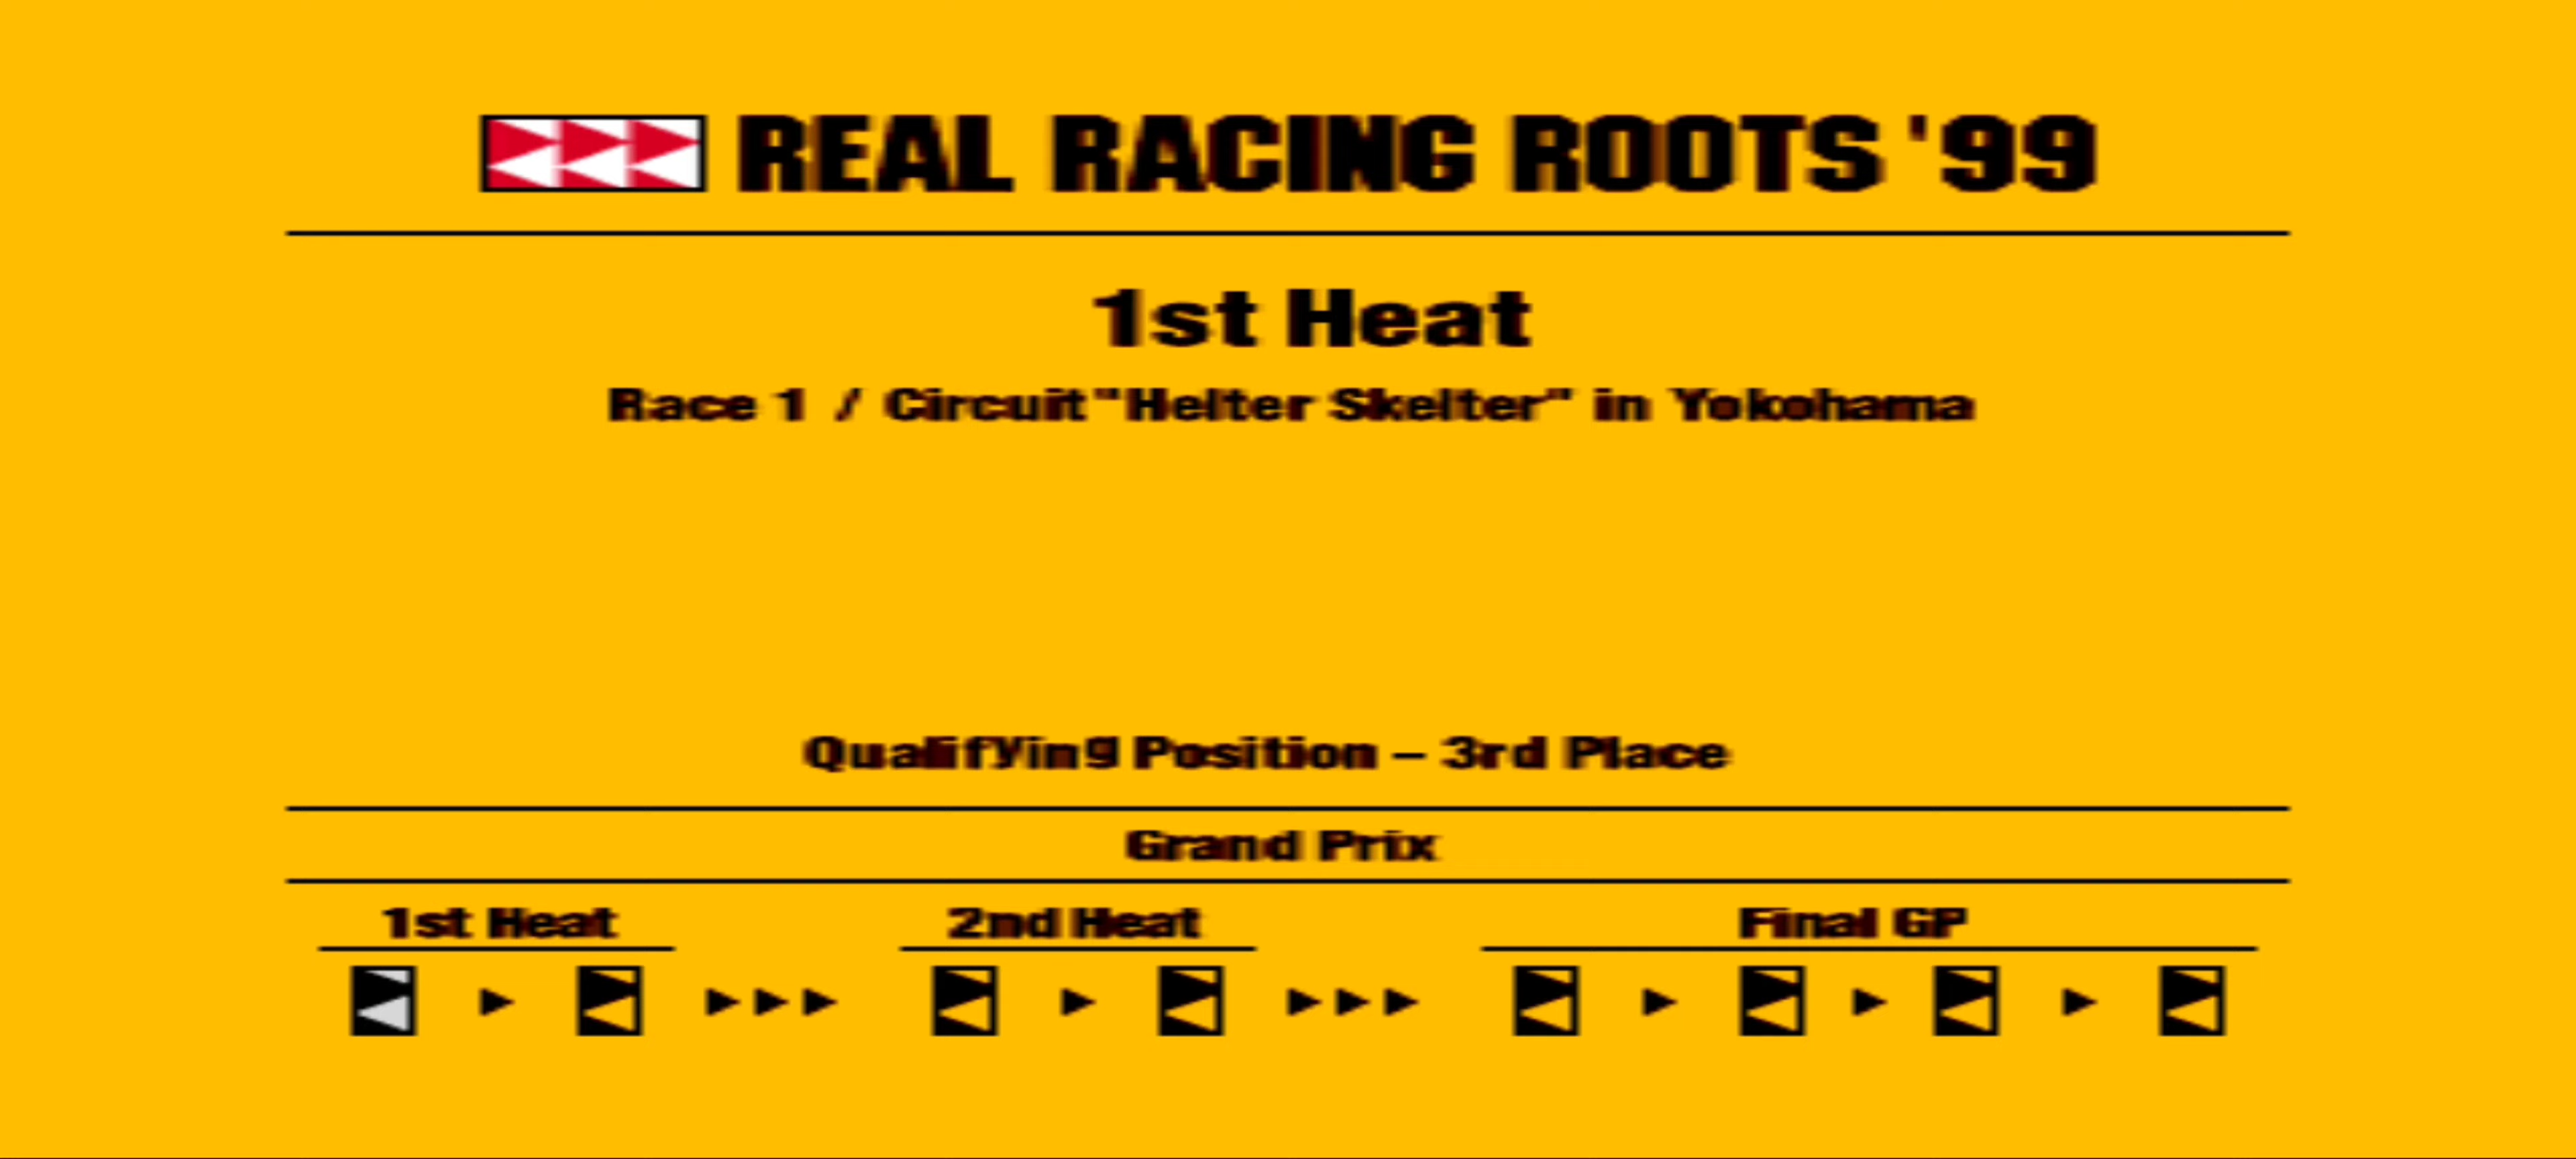 REAL RACING ROOTS '99
1st Heat
Race 1 / Circuit "Helter Skelter" in Yokohama
Qualifying Position – 3rd Place
Grand Prix
1st Heat 2nd Heat Final GP